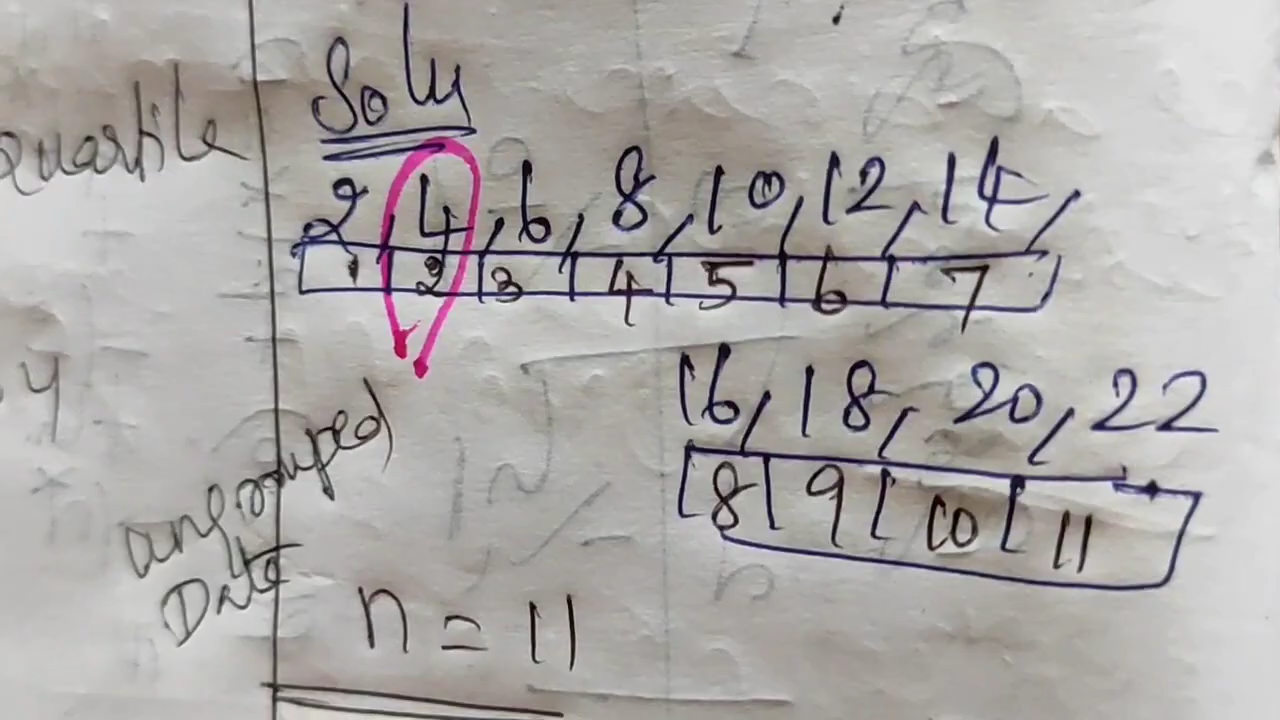 Quartile
Soln
2, 4, 6, 8, 10, 12, 14,
1 2 3 4 5 6 7
16, 18, 20, 22
8 9 10 11
ungrouped
Data
n = 11